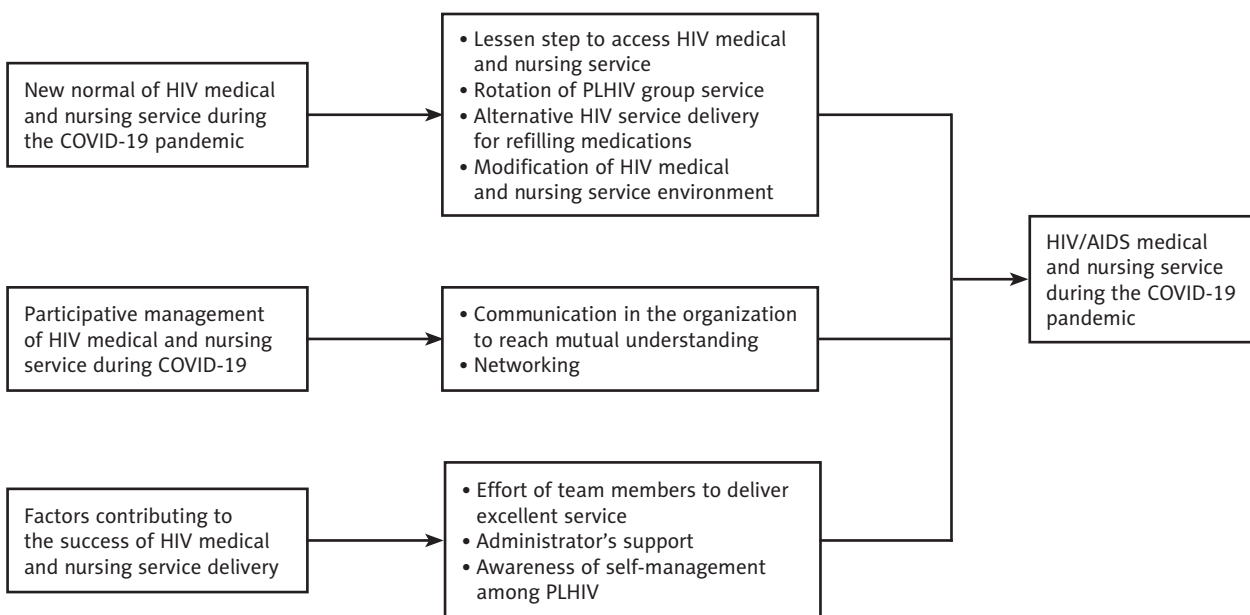 New normal of HIV medical
and nursing service during
the COVID-19 pandemic
• Lessen step to access HIV medical
and nursing service
• Rotation of PLHIV group service
• Alternative HIV service delivery
for refilling medications
• Modification of HIV medical
and nursing service environment
Participative management
of HIV medical and nursing
service during COVID-19
• Communication in the organization
to reach mutual understanding
• Networking
Factors contributing to
the success of HIV medical
and nursing service delivery
• Effort of team members to deliver
excellent service
• Administrator's support
• Awareness of self-management
among PLHIV
HIV/AIDS medical
and nursing service
during the COVID-19
pandemic